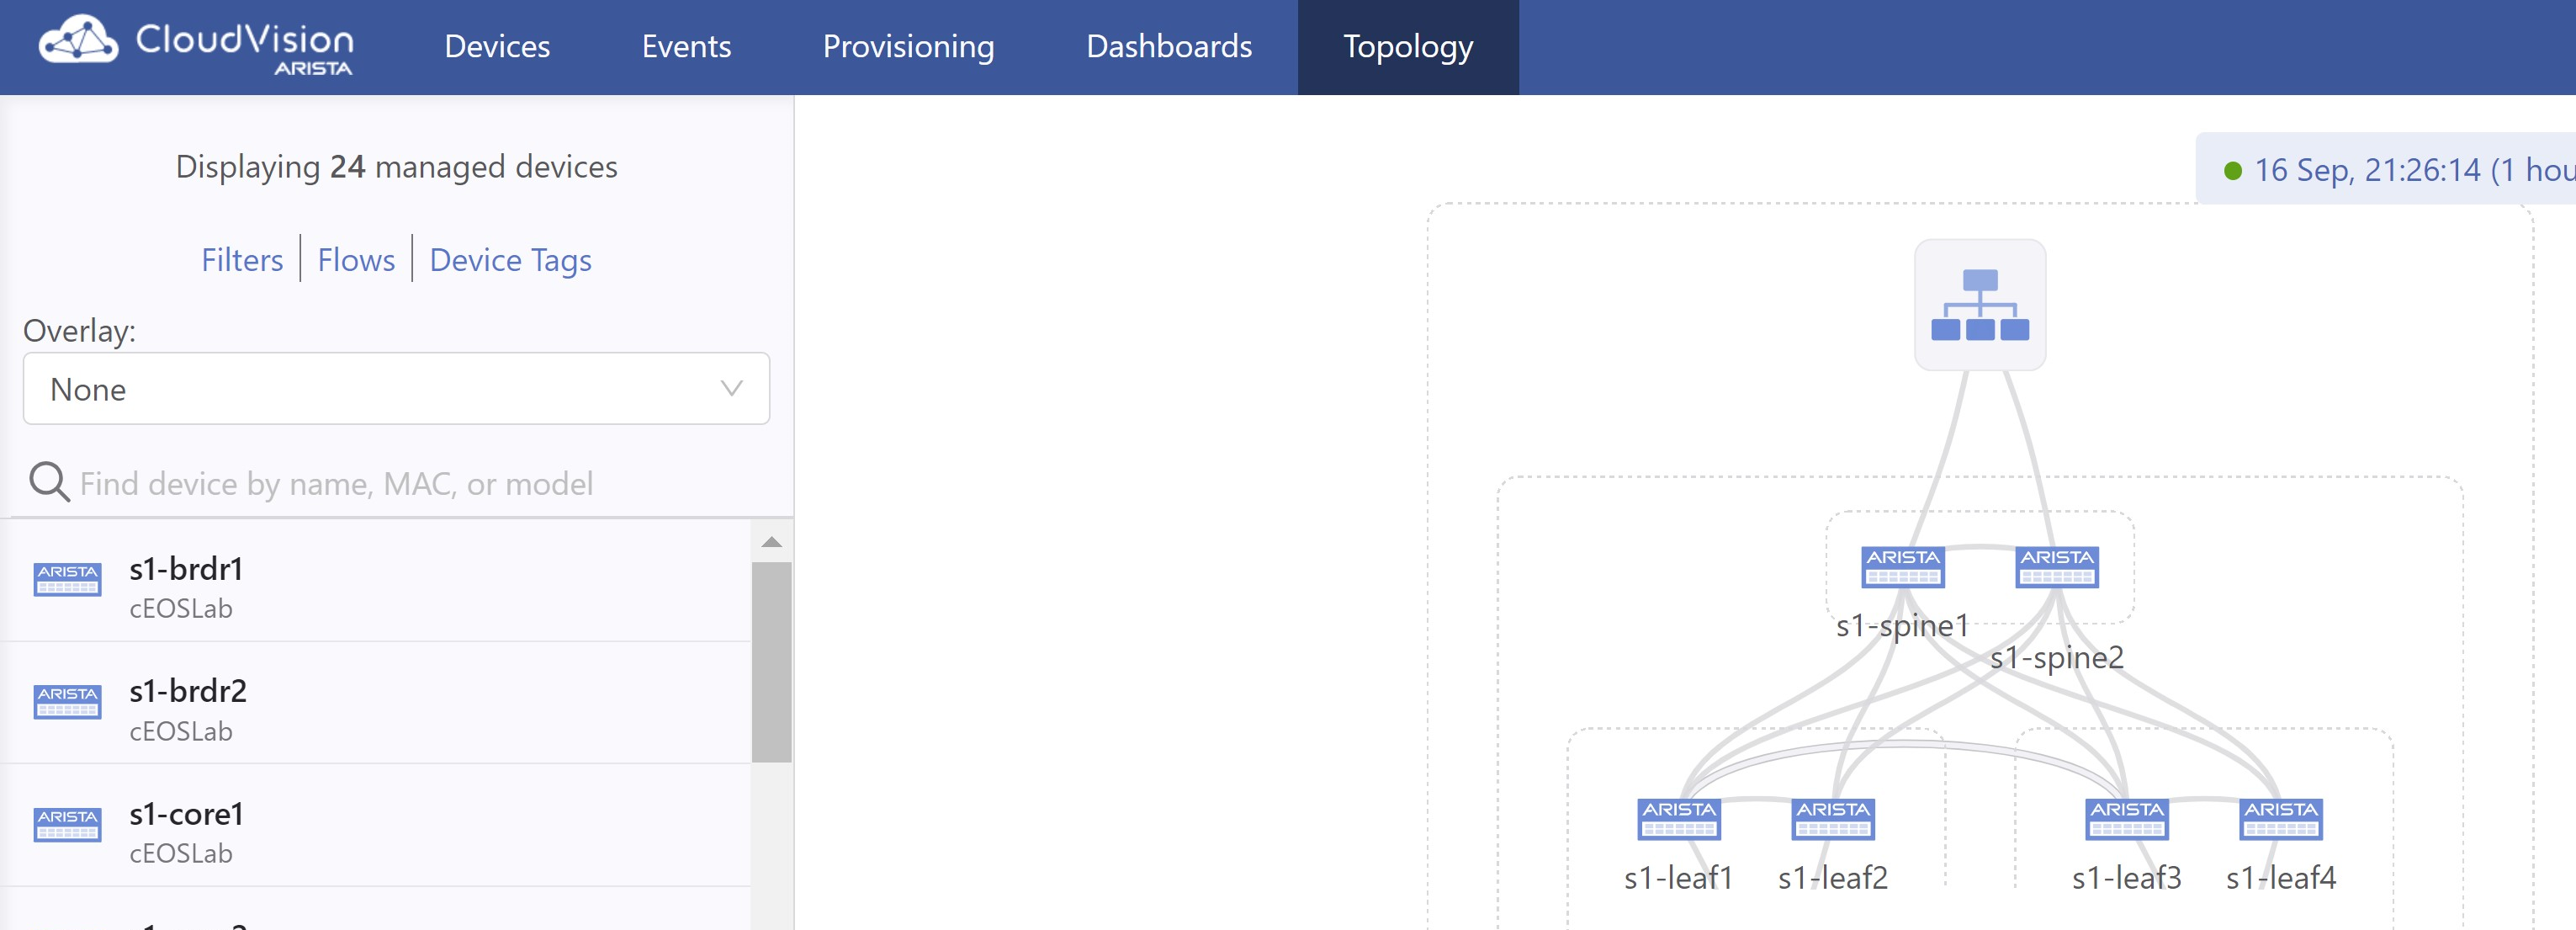 CloudVision
ARISTA
Devices
Events
Provisioning
Dashboards
Topology
Displaying 24 managed devices
Filters
Flows
Device Tags
Overlay:
None
Find device by name, MAC, or model
ARISTA
s1-brdr1
cEOSLab
ARISTA
s1-brdr2
cEOSLab
ARISTA
s1-core1
cEOSLab
16 Sep, 21:26:14 (1 hou
ARISTA
ARISTA
s1-spine1
s1-spine2
ARISTA
ARISTA
ARISTA
ARISTA
s1-leaf1
s1-leaf2
s1-leaf3
s1-leaf4